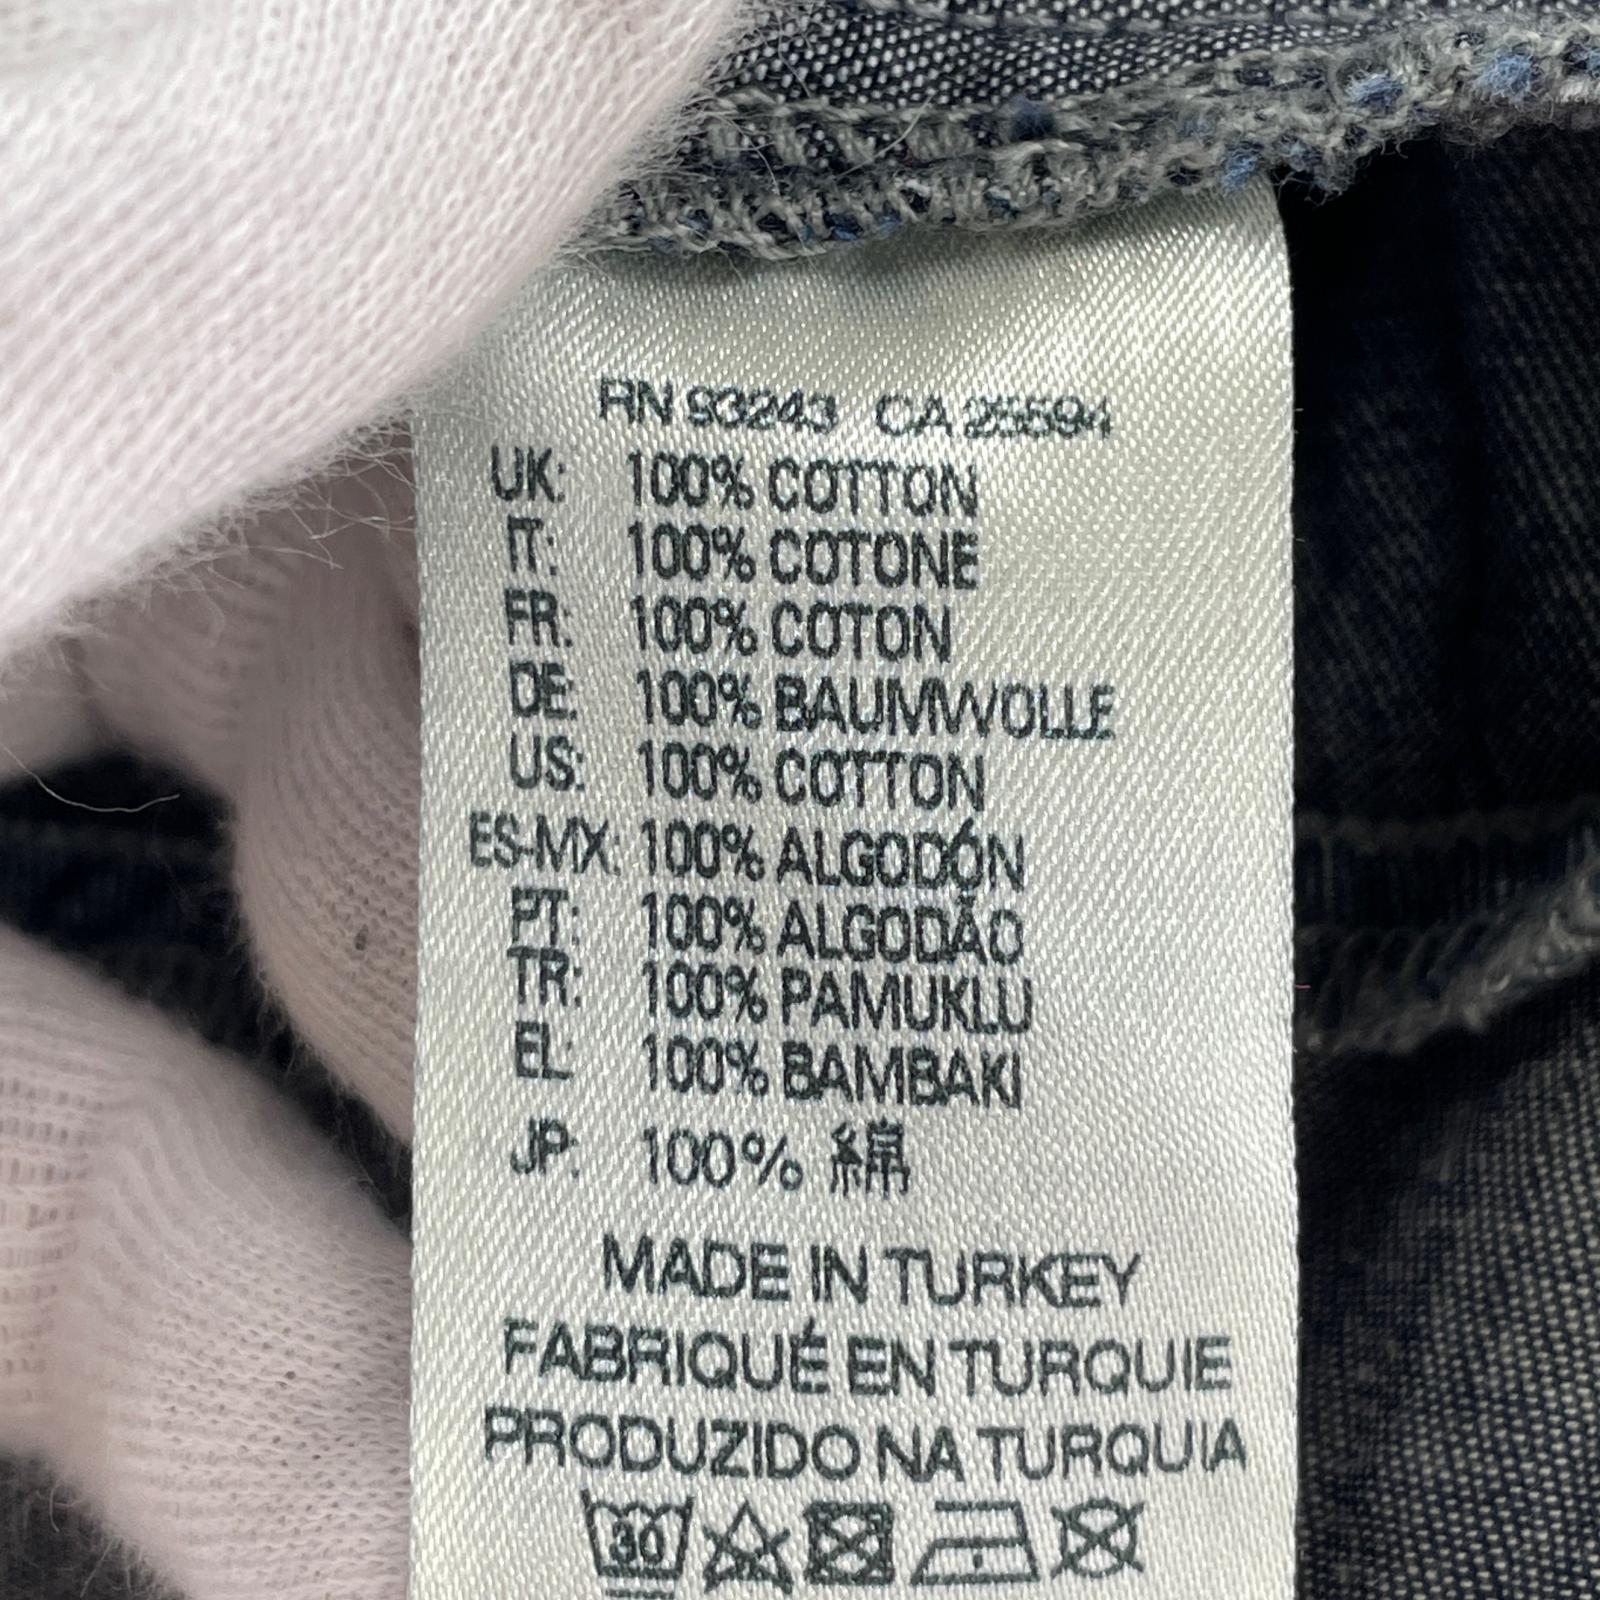 RN 93243 CA 25594
UK: 100% COTTON
IT: 100% COTONE
FR: 100% COTON
DE: 100% BAUMWOLLE
US: 100% COTTON
ES-MX: 100% ALGODÓN
PT: 100% ALGODÃO
TR: 100% PAMUKLU
EL: 100% BAMBAKI
JP: 100% 綿
MADE IN TURKEY
FABRIQUÉ EN TURQUIE
PRODUZIDO NA TURQUIA
30